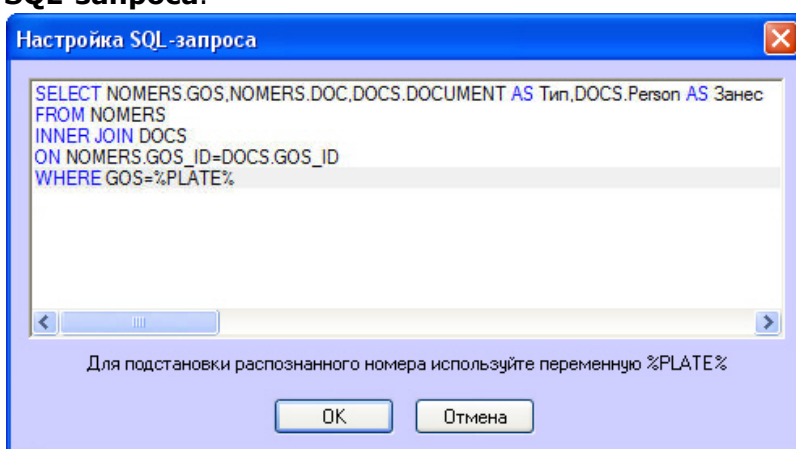 SQL-запроса.
Настройка SQL-запроса
SELECT NOMERS.GOS,NOMERS.DOC,DOCS.DOCUMENT AS Тип,DOCS.Person AS Занес
FROM NOMERS
INNER JOIN DOCS
ON NOMERS.GOS_ID=DOCS.GOS_ID
WHERE GOS=%PLATE%
Для подстановки распознанного номера используйте переменную %PLATE%
OK
Отмена